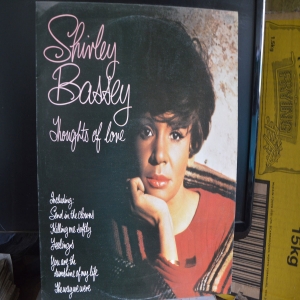 Shirley
Bassey
Thoughts of love
Including:
Send in the clowns
Killing me softly
Feelings
You are the
sunshine of my life
The way we were
15kg